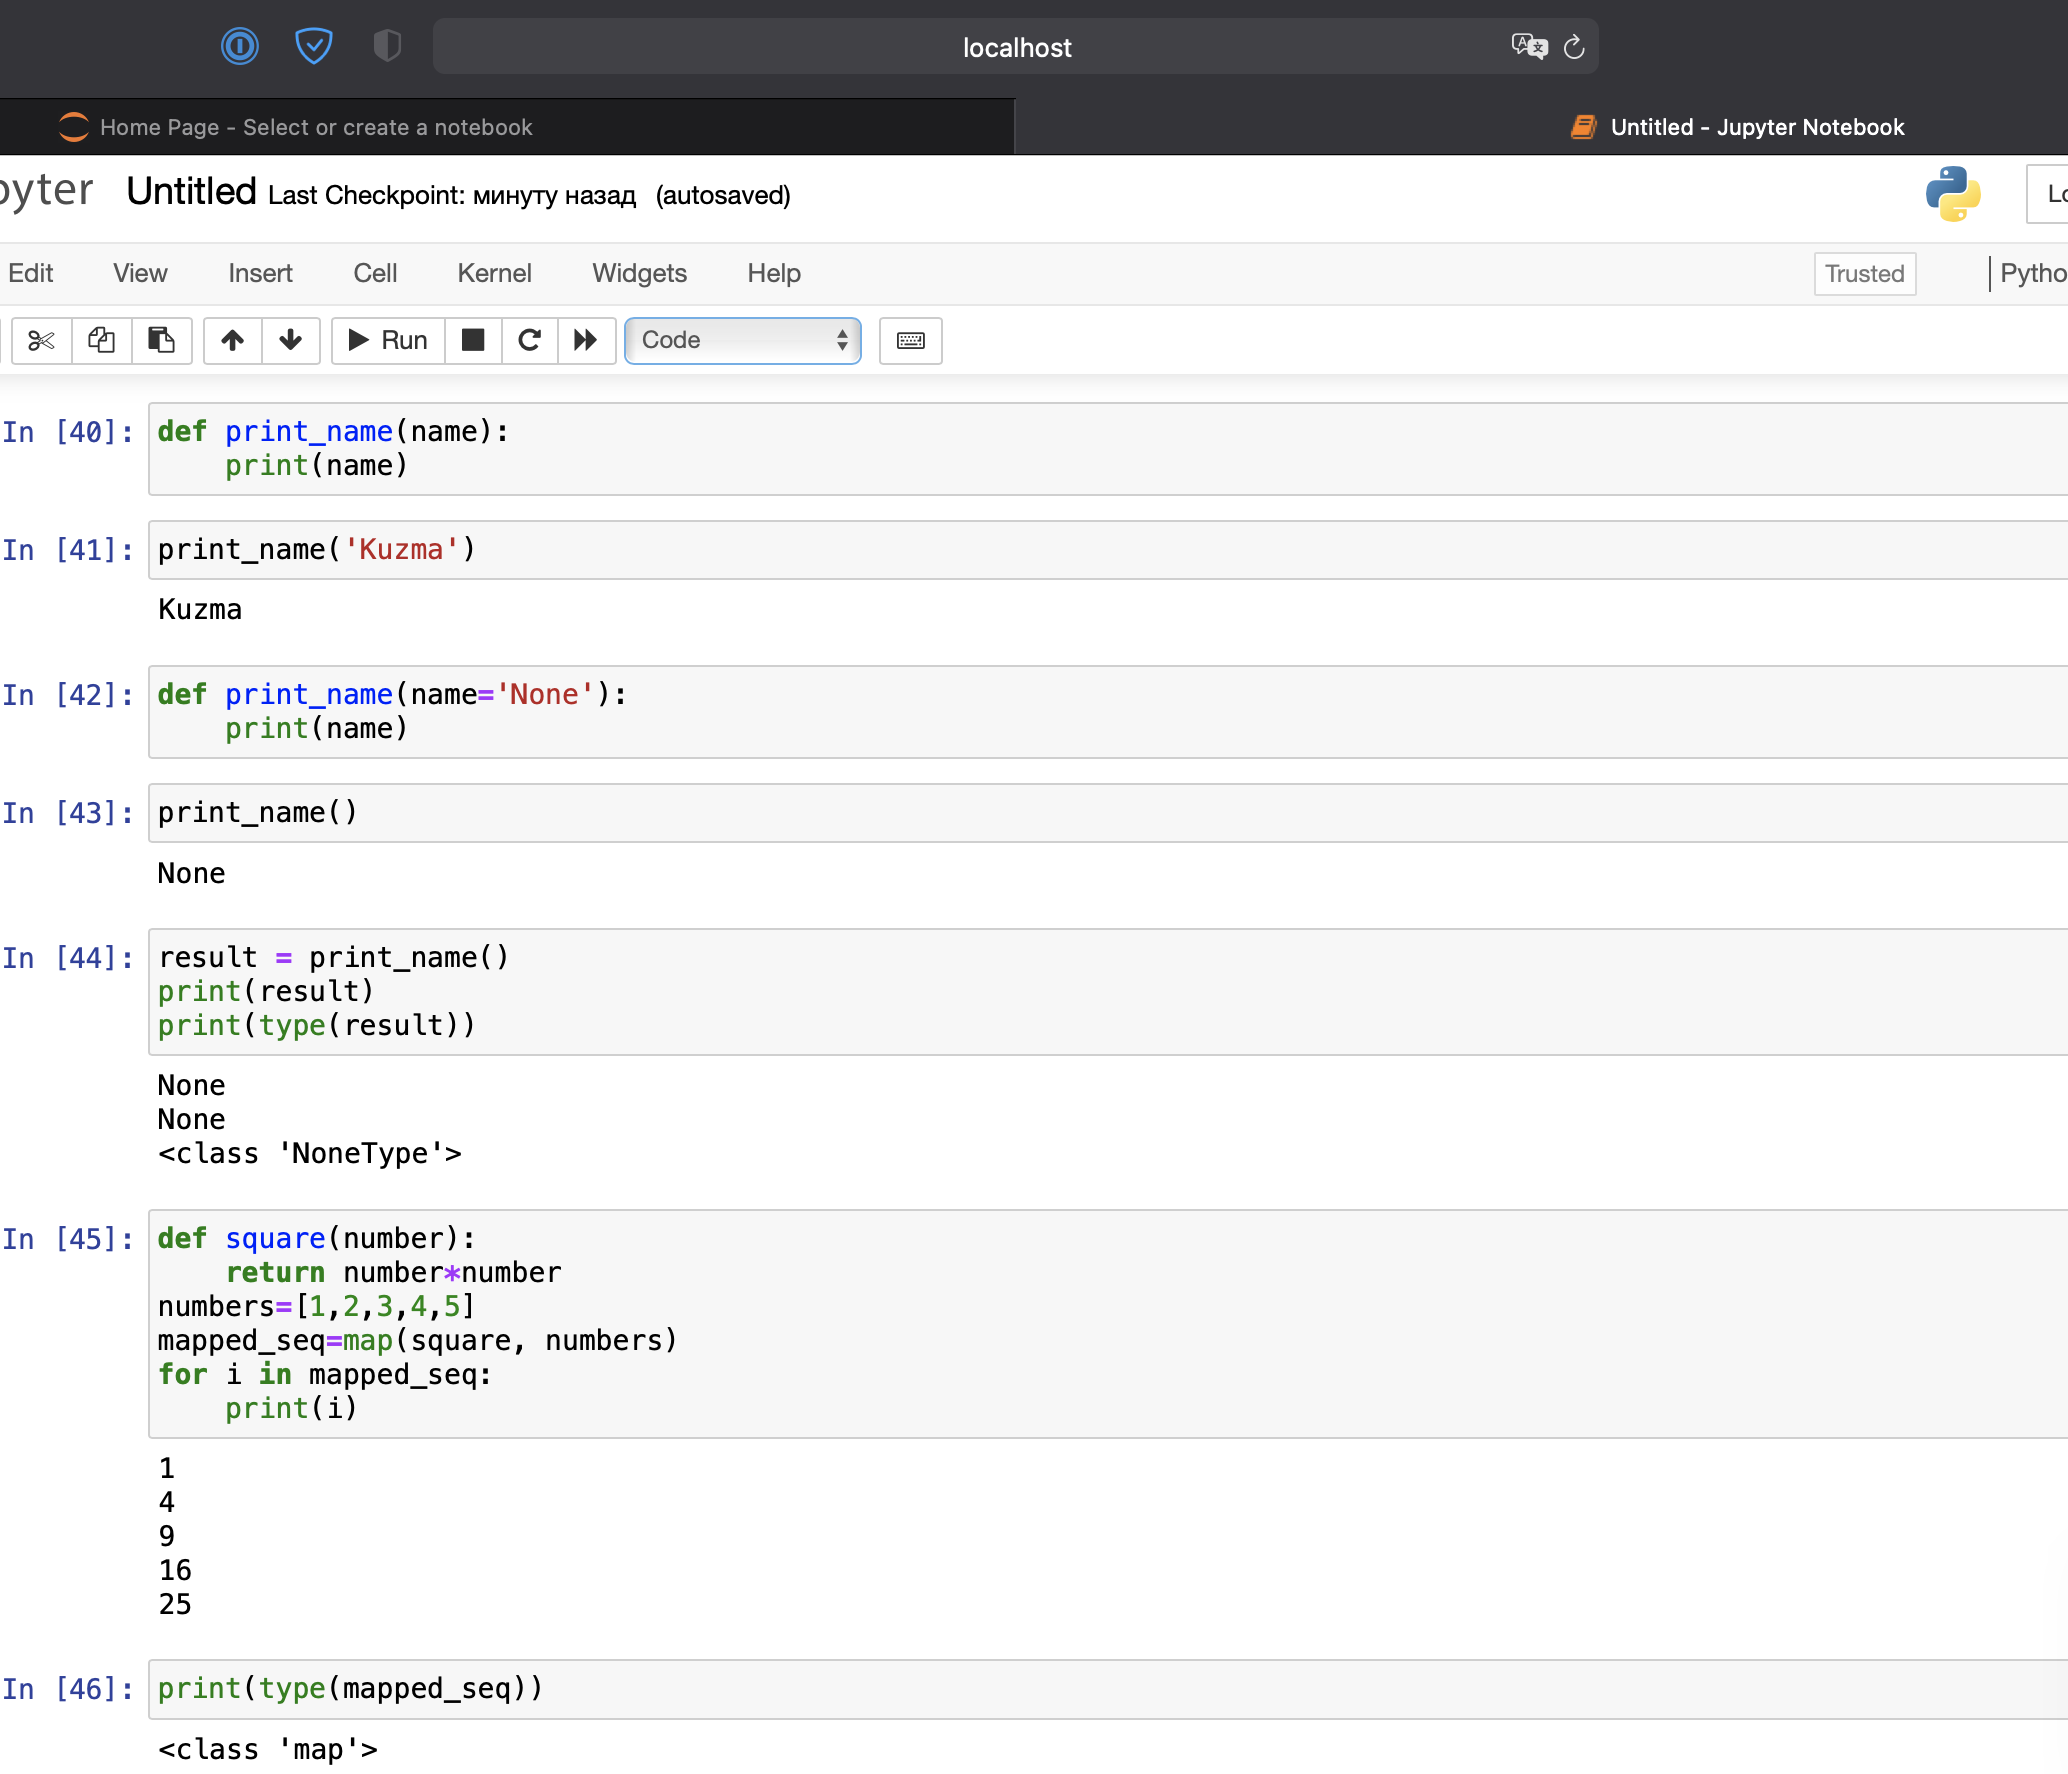 localhost
Home Page - Select or create a notebook
Untitled - Jupyter Notebook
pyter Untitled Last Checkpoint: минуту назад (autosaved)
Lo
Edit View Insert Cell Kernel Widgets Help Trusted Pytho
Run Code
In [40]: def print_name(name):
    print(name)
In [41]: print_name('Kuzma')
Kuzma
In [42]: def print_name(name='None'):
    print(name)
In [43]: print_name()
None
In [44]: result = print_name()
print(result)
print(type(result))
None
None
<class 'NoneType'>
In [45]: def square(number):
    return number*number
numbers=[1,2,3,4,5]
mapped_seq=map(square, numbers)
for i in mapped_seq:
    print(i)
1
4
9
16
25
In [46]: print(type(mapped_seq))
<class 'map'>